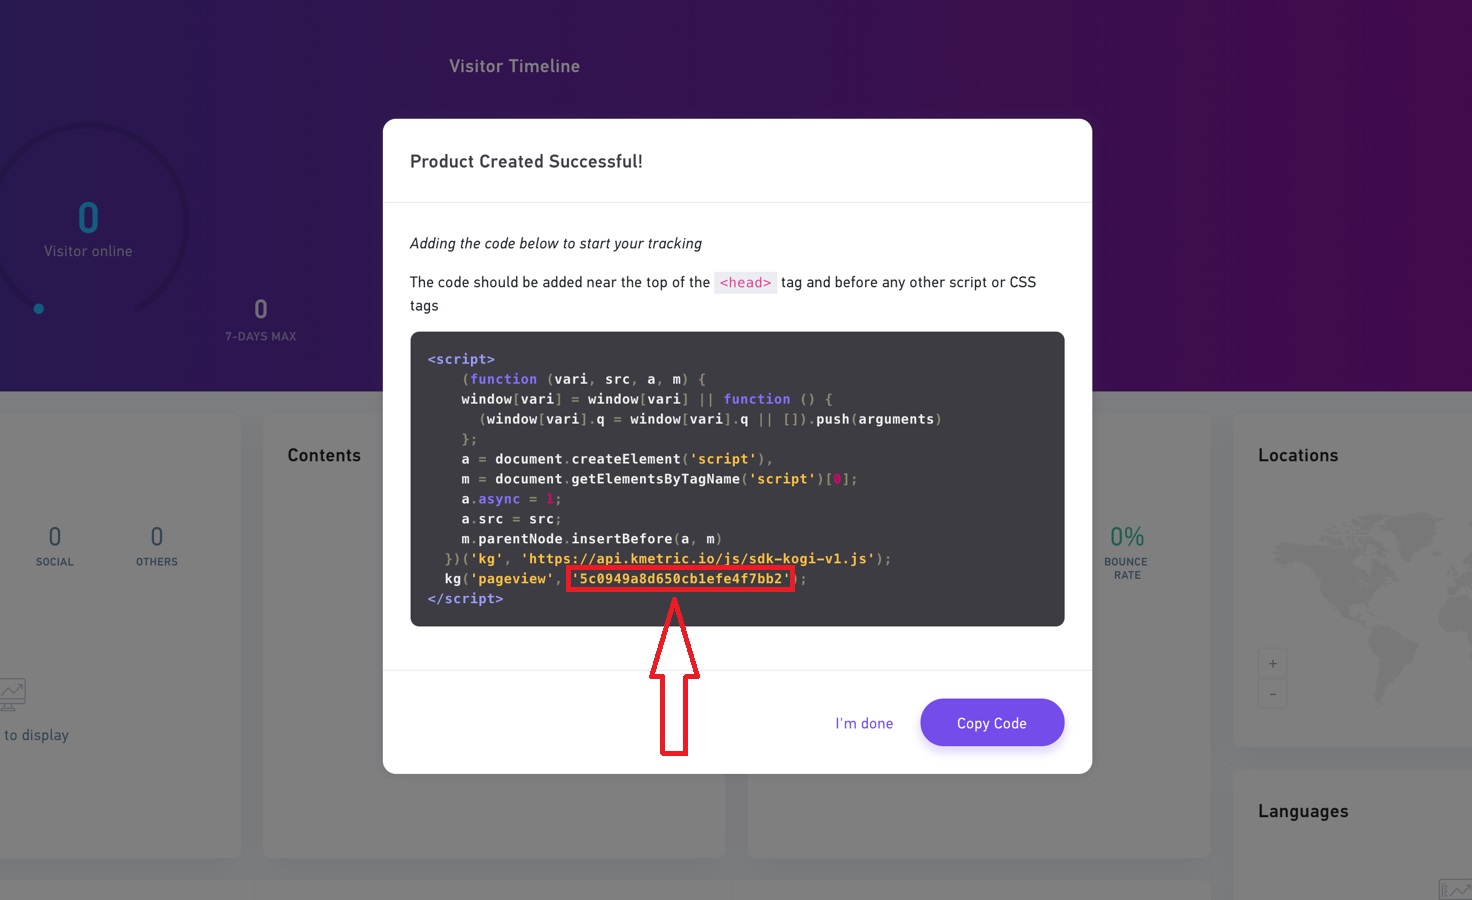 Visitor Timeline
0
Visitor online
0
7-DAYS MAX
Product Created Successful!
Adding the code below to start your tracking
The code should be added near the top of the <head> tag and before any other script or CSS
tags
<script>
(function (vari, src, a, m) {
window[vari] = window[vari] || function () {
(window[vari].q = window[vari].q || []).push(arguments)
};
a = document.createElement('script'),
m = document.getElementsByTagName('script')[0];
a.async = 1;
a.src = src;
m.parentNode.insertBefore(a, m)
})('kg', 'https://api.kmetric.io/js/sdk-kogi-v1.js');
kg('pageview', '5c0949a8d650cb1efe4f7bb2');
</script>
I'm done
Copy Code
Contents
0
SOCIAL
0
OTHERS
to display
0%
BOUNCE
RATE
Locations
+
-
Languages